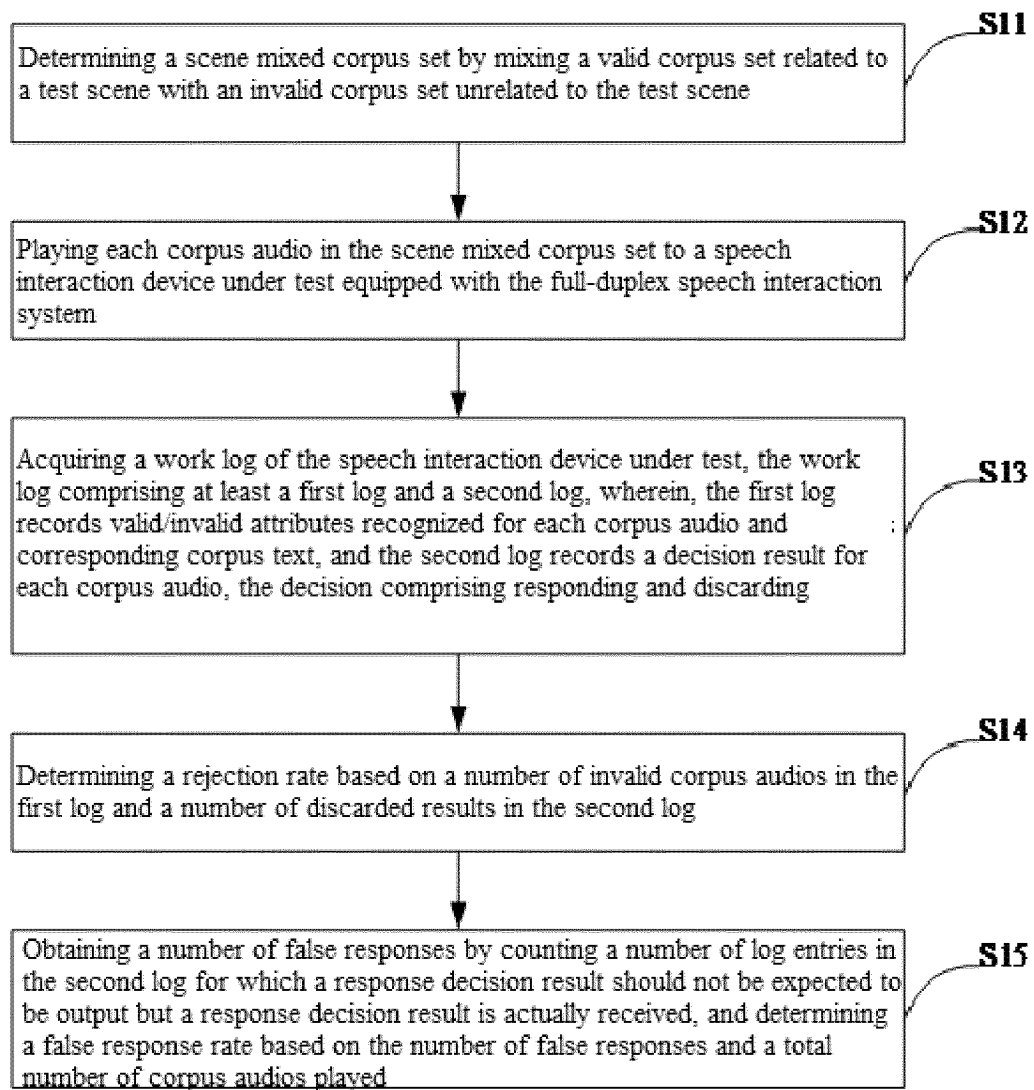 S11
Determining a scene mixed corpus set by mixing a valid corpus set related to
a test scene with an invalid corpus set unrelated to the test scene
S12
Playing each corpus audio in the scene mixed corpus set to a speech
interaction device under test equipped with the full-duplex speech interaction
system
S13
Acquiring a work log of the speech interaction device under test, the work
log comprising at least a first log and a second log, wherein, the first log
records valid/invalid attributes recognized for each corpus audio and ;
corresponding corpus text, and the second log records a decision result for
each corpus audio, the decision comprising responding and discarding
S14
Determining a rejection rate based on a number of invalid corpus audios in the
first log and a number of discarded results in the second log
S15
Obtaining a number of false responses by counting a number of log entries in
the second log for which a response decision result should not be expected to
be output but a response decision result is actually received, and determining
a false response rate based on the number of false responses and a total
number of corpus audios played